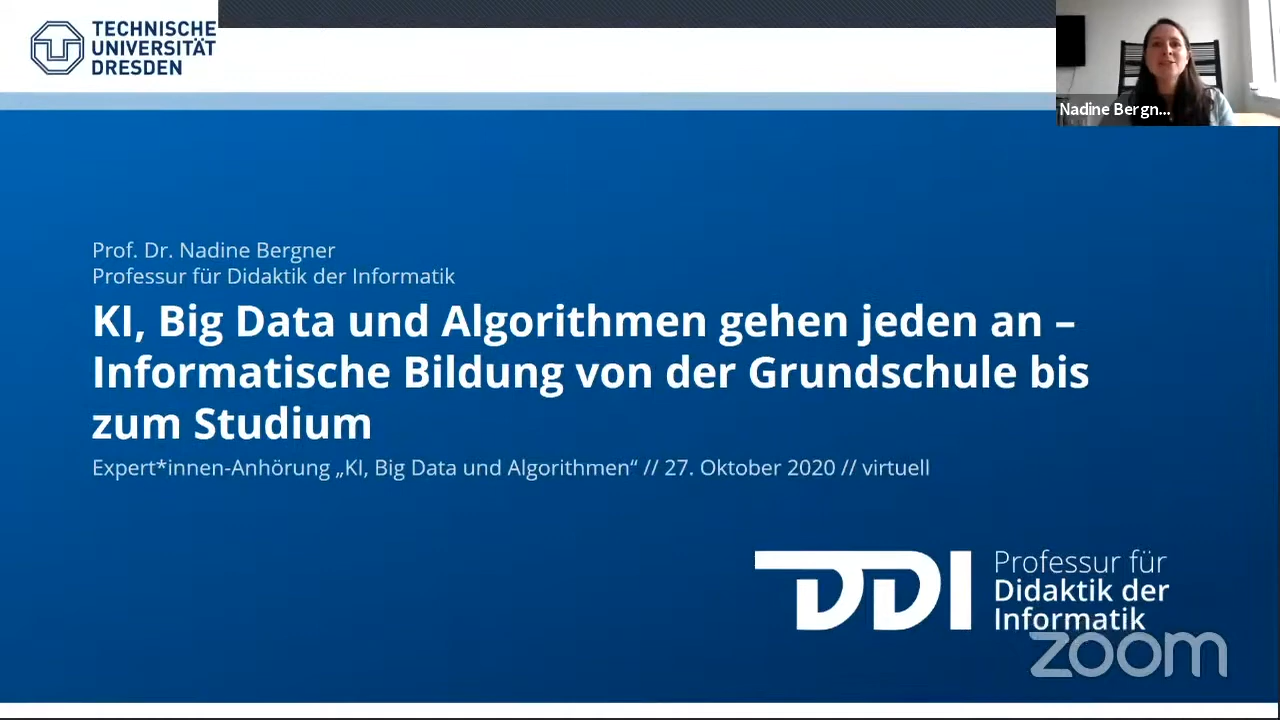 TECHNISCHE
UNIVERSITÄT
DRESDEN
Nadine Bergn...
Prof. Dr. Nadine Bergner
Professur für Didaktik der Informatik
KI, Big Data und Algorithmen gehen jeden an –
Informatische Bildung von der Grundschule bis
zum Studium
Expert*innen-Anhörung „KI, Big Data und Algorithmen“ // 27. Oktober 2020 // virtuell
DDI
Professur für
Didaktik der
Informatik
zoom